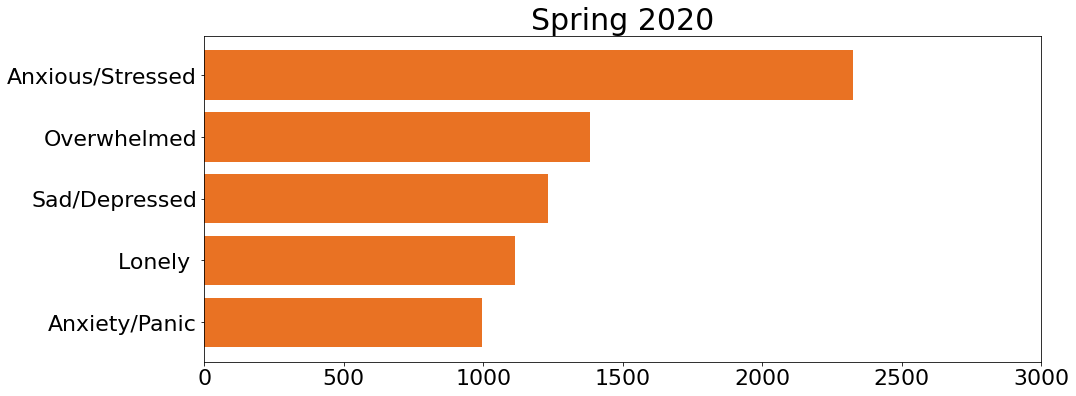 Spring 2020
Anxious/Stressed
Overwhelmed
Sad/Depressed
Lonely
Anxiety/Panic
0 500 1000 1500 2000 2500 3000